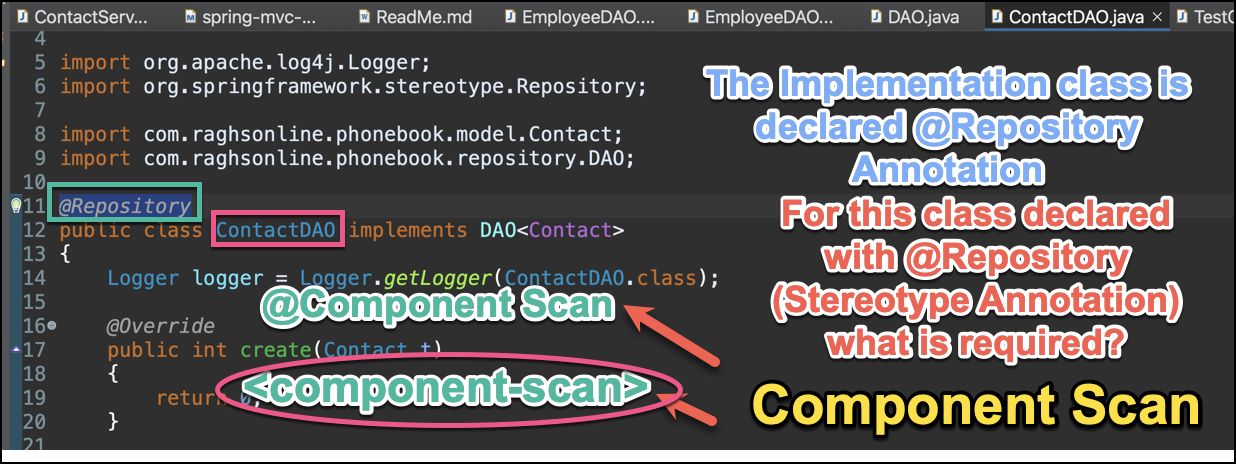 ContactServ...
spring-mvc-...
ReadMe.md
EmployeeDAO....
EmployeeDAO...
DAO.java
ContactDAO.java
TestC
4
5 import org.apache.log4j.Logger;
6 import org.springframework.stereotype.Repository;
7
8 import com.raghsonline.phonebook.model.Contact;
9 import com.raghsonline.phonebook.repository.DAO;
10
11 @Repository
12 public class ContactDAO implements DAO<Contact>
13 {
14 Logger logger = Logger.getLogger(ContactDAO.class);
15
16 @Override
17 public int create(Contact t)
18 {
19 return 0;
20 }
21
The Implementation class is
declared @Repository
Annotation
For this class declared
with @Repository
(Stereotype Annotation)
what is required?
@Component Scan
<component-scan>
Component Scan